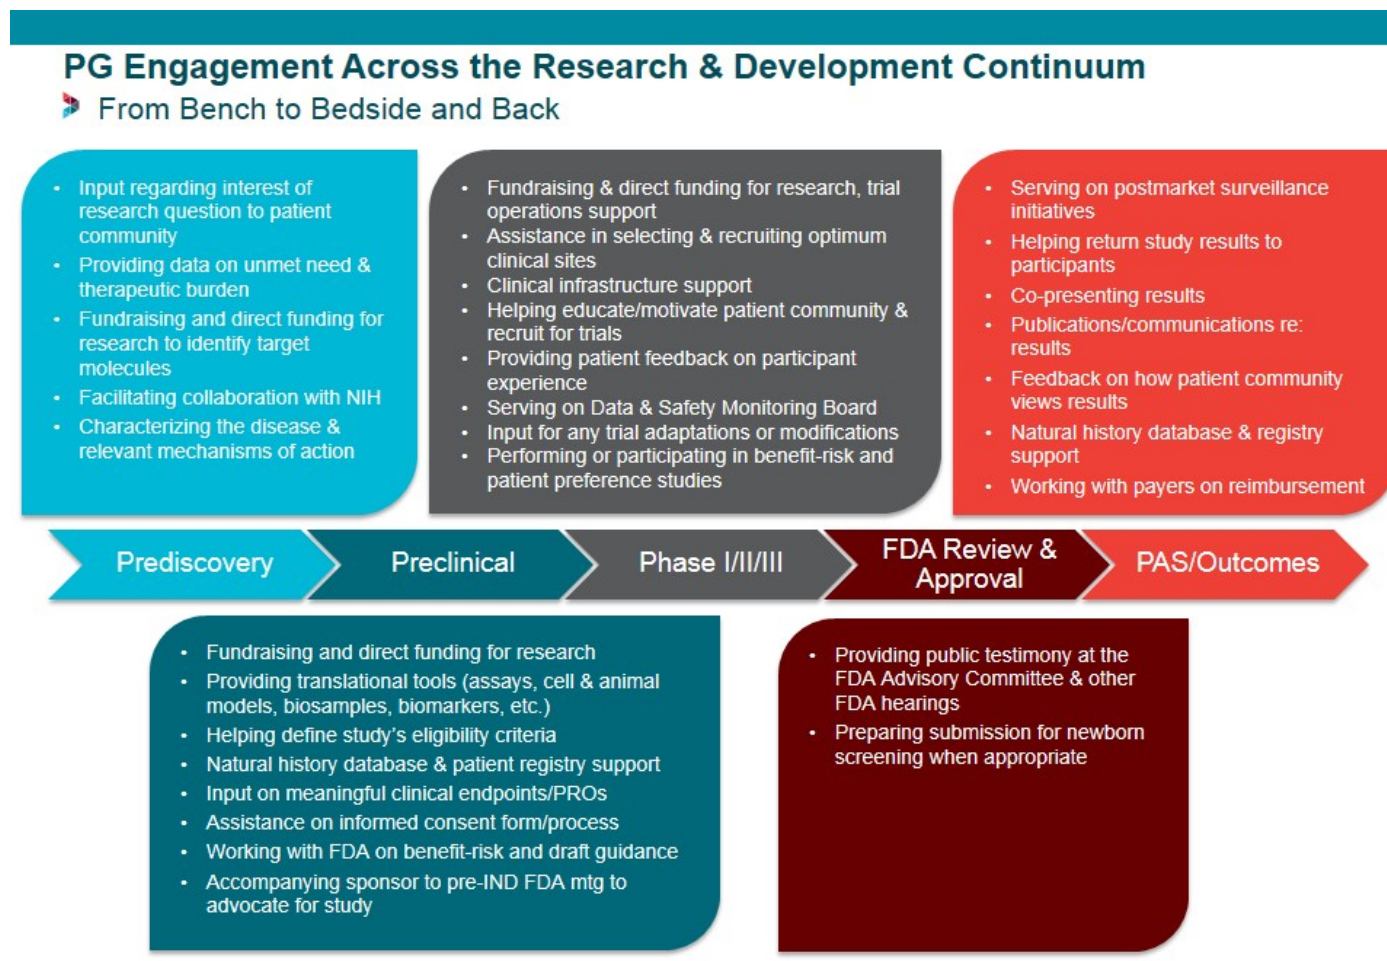 PG Engagement Across the Research & Development Continuum
From Bench to Bedside and Back
• Input regarding interest of
research question to patient
community
• Providing data on unmet need &
therapeutic burden
• Fundraising and direct funding for
research to identify target
molecules
• Facilitating collaboration with NIH
• Characterizing the disease &
relevant mechanisms of action
• Fundraising & direct funding for research, trial
operations support
• Assistance in selecting & recruiting optimum
clinical sites
• Clinical infrastructure support
• Helping educate/motivate patient community &
recruit for trials
• Providing patient feedback on participant
experience
• Serving on Data & Safety Monitoring Board
• Input for any trial adaptations or modifications
• Performing or participating in benefit-risk and
patient preference studies
• Serving on postmarket surveillance
initiatives
• Helping return study results to
participants
• Co-presenting results
• Publications/communications re:
results
• Feedback on how patient community
views results
• Natural history database & registry
support
• Working with payers on reimbursement
Prediscovery
Preclinical
Phase I/II/III
FDA Review &
Approval
PAS/Outcomes
• Fundraising and direct funding for research
• Providing translational tools (assays, cell & animal
models, biosamples, biomarkers, etc.)
• Helping define study's eligibility criteria
• Natural history database & patient registry support
• Input on meaningful clinical endpoints/PROs
• Assistance on informed consent form/process
• Working with FDA on benefit-risk and draft guidance
• Accompanying sponsor to pre-IND FDA mtg to
advocate for study
• Providing public testimony at the
FDA Advisory Committee & other
FDA hearings
• Preparing submission for newborn
screening when appropriate